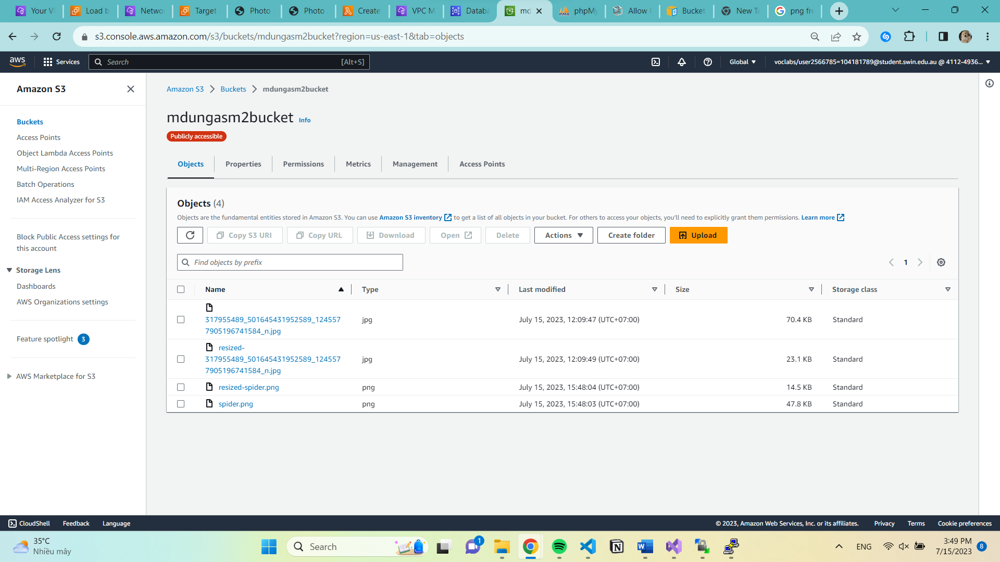 Your VI
Load b
Netwo
Target
Photo
Photo
Create
VPC M
Databa
md
phpMy
Allow
Bucket
New Ta
png fre
s3.console.aws.amazon.com/s3/buckets/mdungasm2bucket?region=us-east-1&tab=objects
aws
Services
Search
[Alt+S]
Global
voclabs/user2566785=104181789@student.swin.edu.au @ 4112-4936...
Amazon S3
Buckets
Access Points
Object Lambda Access Points
Multi-Region Access Points
Batch Operations
IAM Access Analyzer for S3
Block Public Access settings for
this account
Storage Lens
Dashboards
AWS Organizations settings
Feature spotlight 3
AWS Marketplace for S3
Amazon S3 > Buckets > mdungasm2bucket
mdungasm2bucket Info
Publicly accessible
Objects
Properties
Permissions
Metrics
Management
Access Points
Objects (4)
Objects are the fundamental entities stored in Amazon S3. You can use Amazon S3 inventory to get a list of all objects in your bucket. For others to access your objects, you'll need to explicitly grant them permissions. Learn more
Copy S3 URI
Copy URL
Download
Open
Delete
Actions
Create folder
Upload
Find objects by prefix
1
Name
Type
Last modified
Size
Storage class
317955489_501645431952589_124557
7905196741584_n.jpg
jpg
July 15, 2023, 12:09:47 (UTC+07:00)
70.4 KB
Standard
resized-
317955489_501645431952589_124557
7905196741584_n.jpg
jpg
July 15, 2023, 12:09:49 (UTC+07:00)
23.1 KB
Standard
resized-spider.png
png
July 15, 2023, 15:48:04 (UTC+07:00)
14.5 KB
Standard
spider.png
png
July 15, 2023, 15:48:03 (UTC+07:00)
47.8 KB
Standard
CloudShell
Feedback
Language
© 2023, Amazon Web Services, Inc. or its affiliates.
Privacy
Terms
Cookie preferences
35°C
Nhiều mây
Search
1
ENG
3:49 PM
7/15/2023
8